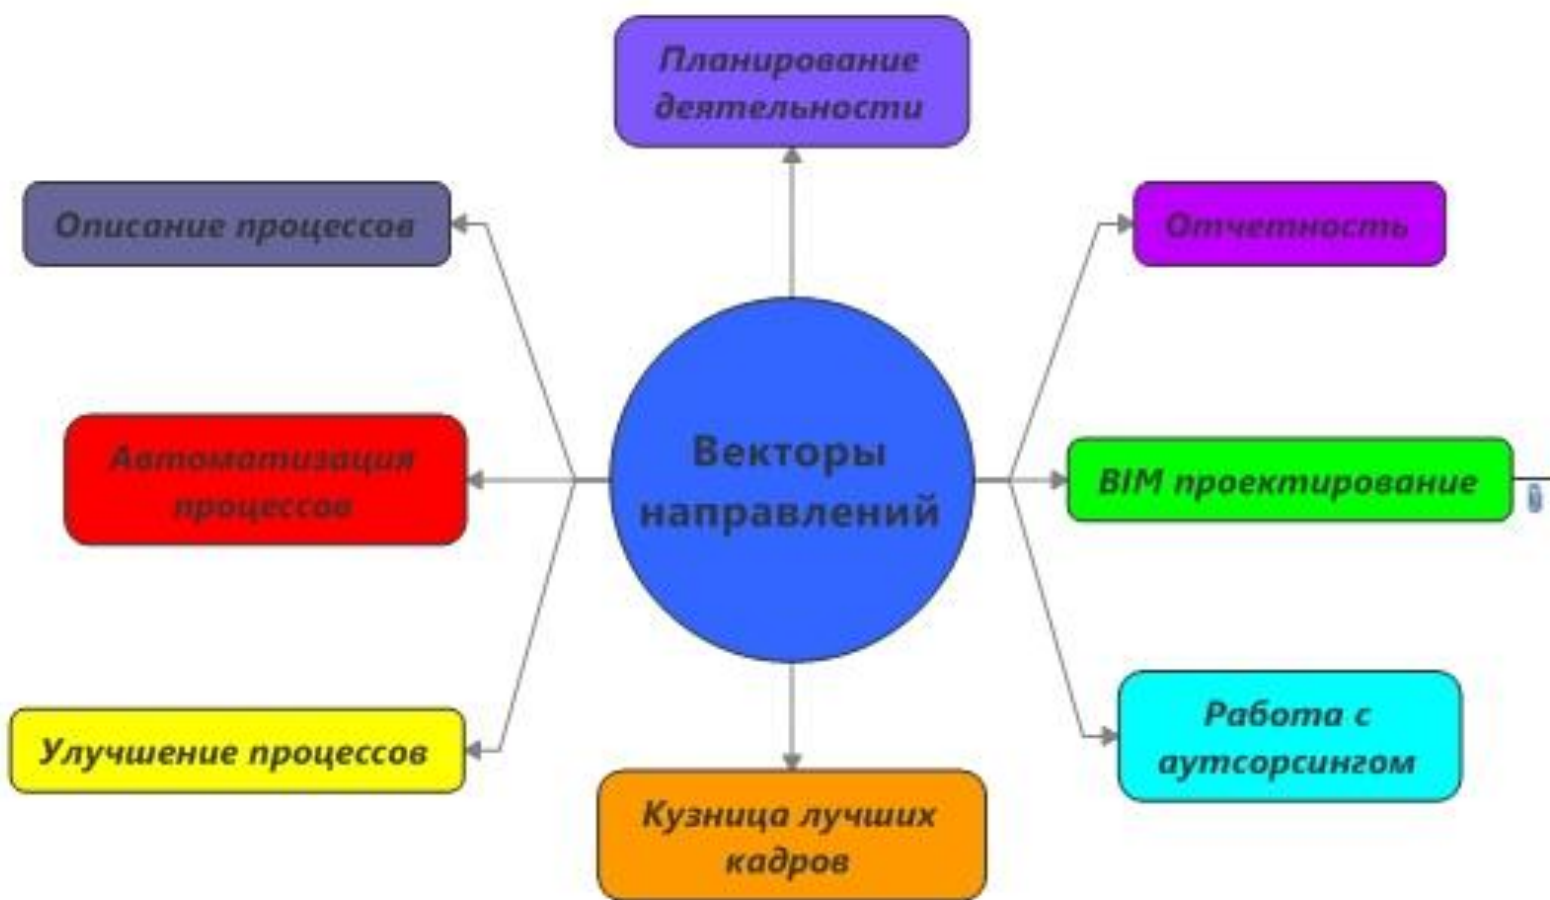 Планирование
деятельности
Описание процессов
Отчетность
Векторы
направлений
Автоматизация
процессов
BIM проектирование
Улучшение процессов
Работа с
аутсорсингом
Кузница лучших
кадров